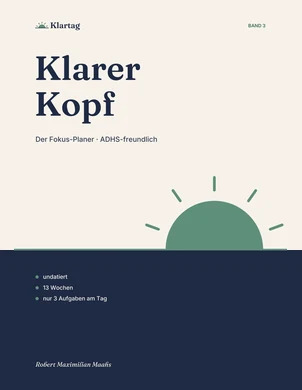 Klartag
BAND 3
Klarer
Kopf
Der Fokus-Planer · ADHS-freundlich
undatiert
13 Wochen
nur 3 Aufgaben am Tag
Robert Maximilian Maahs